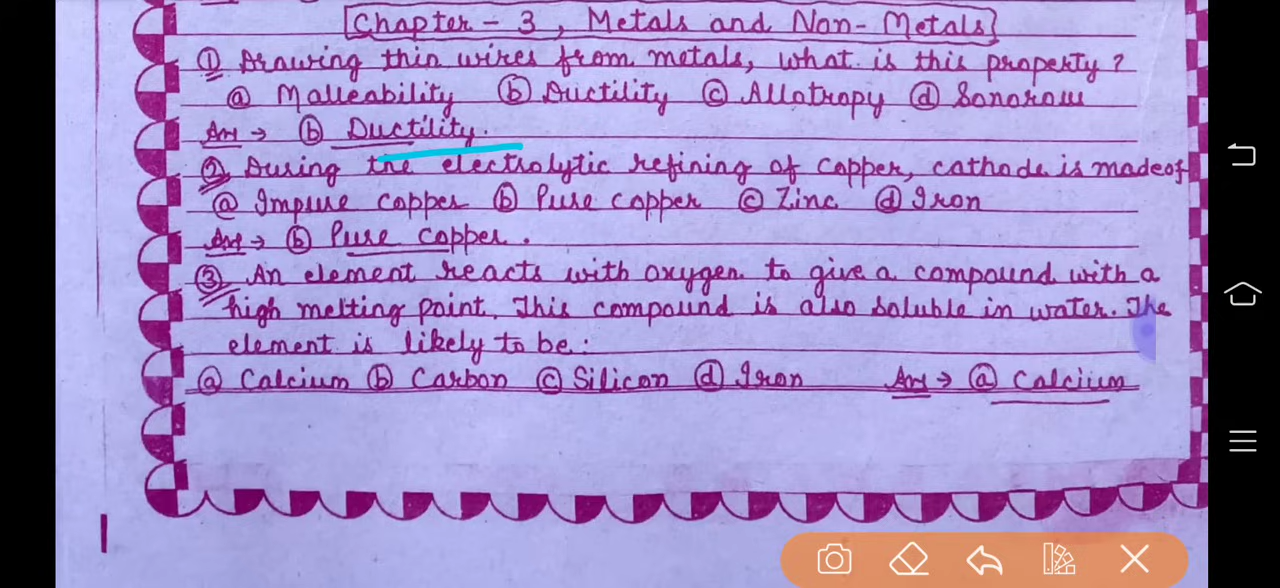 Chapter - 3, Metals and Non-Metals
① Drawing thin wires from metals, what is this property?
ⓐ Malleability ⓑ Ductility ⓒ Allotropy ⓓ Sonorous
Ans → ⓑ Ductility.
② During the electrolytic refining of copper, cathode is made of
ⓐ Impure copper ⓑ Pure copper ⓒ Zinc ⓓ Iron
Ans → ⓑ Pure copper.
③ An element reacts with oxygen to give a compound with a
high melting point. This compound is also soluble in water. The
element is likely to be:
ⓐ Calcium ⓑ Carbon ⓒ Silicon ⓓ Iron Ans → ⓐ Calcium